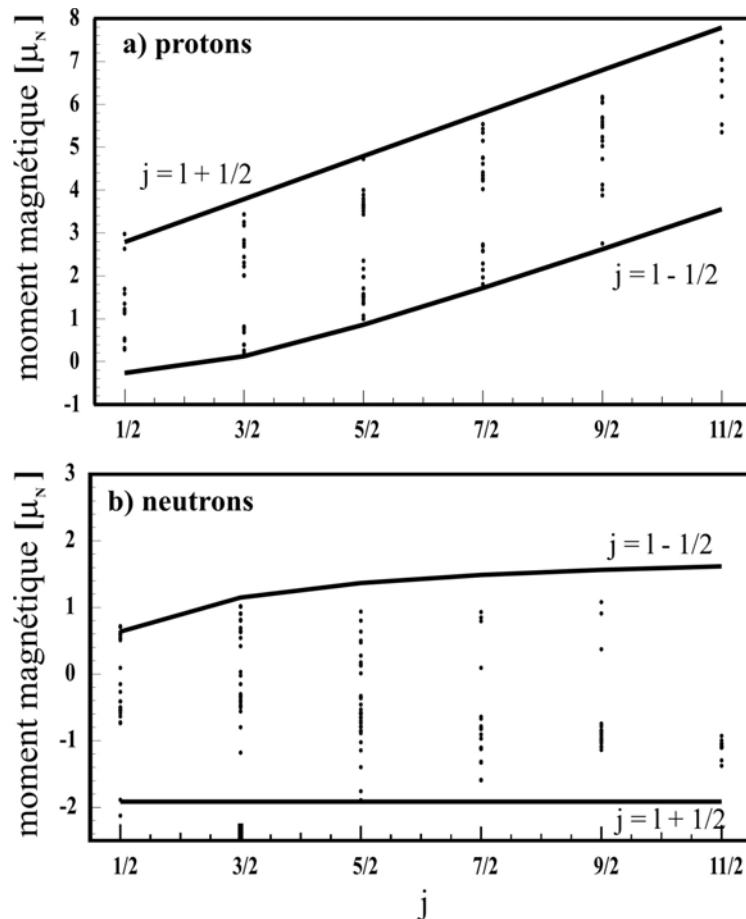 a) protons
moment magnétique [μN]
8
7
6
5
4
3
2
1
0
-1
j = l + 1/2
j = l - 1/2
1/2 3/2 5/2 7/2 9/2 11/2
b) neutrons
moment magnétique [μN]
3
2
1
0
-1
-2
j = l - 1/2
j = l + 1/2
1/2 3/2 5/2 7/2 9/2 11/2
j